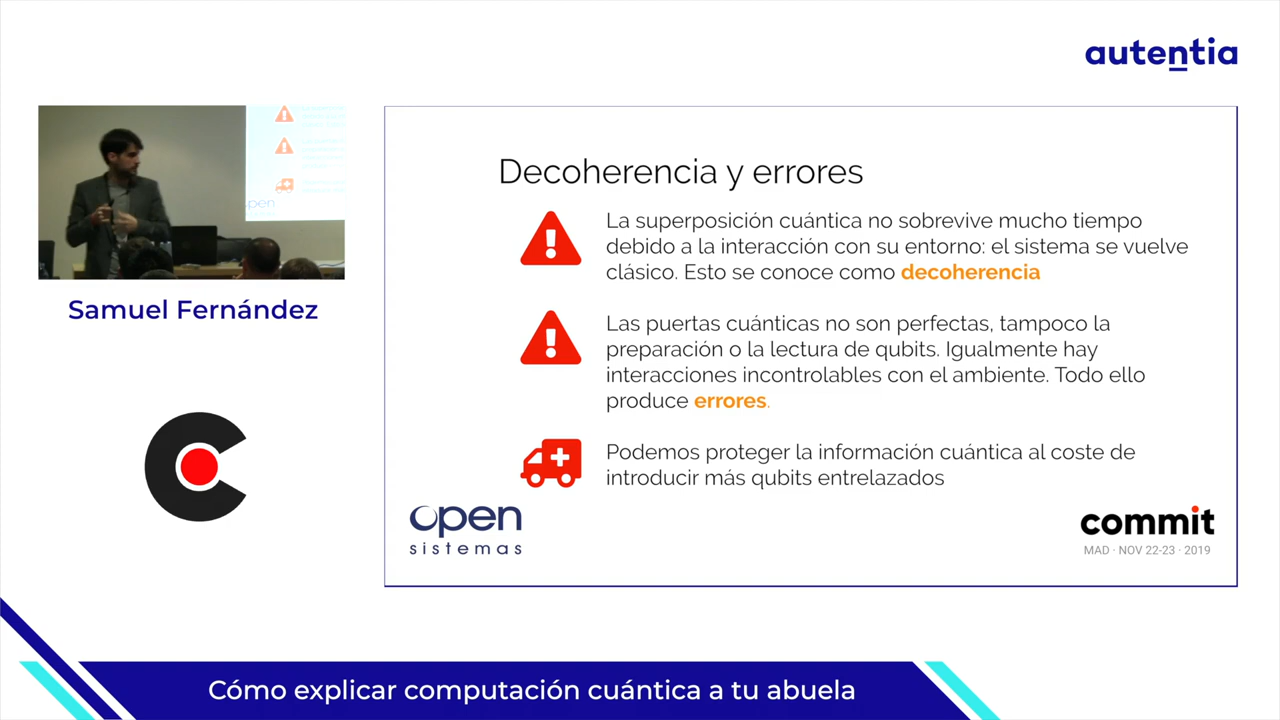 autentia
Samuel Fernández
Decoherencia y errores
La superposición cuántica no sobrevive mucho tiempo
debido a la interacción con su entorno: el sistema se vuelve
clásico. Esto se conoce como decoherencia
Las puertas cuánticas no son perfectas, tampoco la
preparación o la lectura de qubits. Igualmente hay
interacciones incontrolables con el ambiente. Todo ello
produce errores.
Podemos proteger la información cuántica al coste de
introducir más qubits entrelazados
open
sistemas
commit
MAD · NOV 22-23 · 2019
Cómo explicar computación cuántica a tu abuela